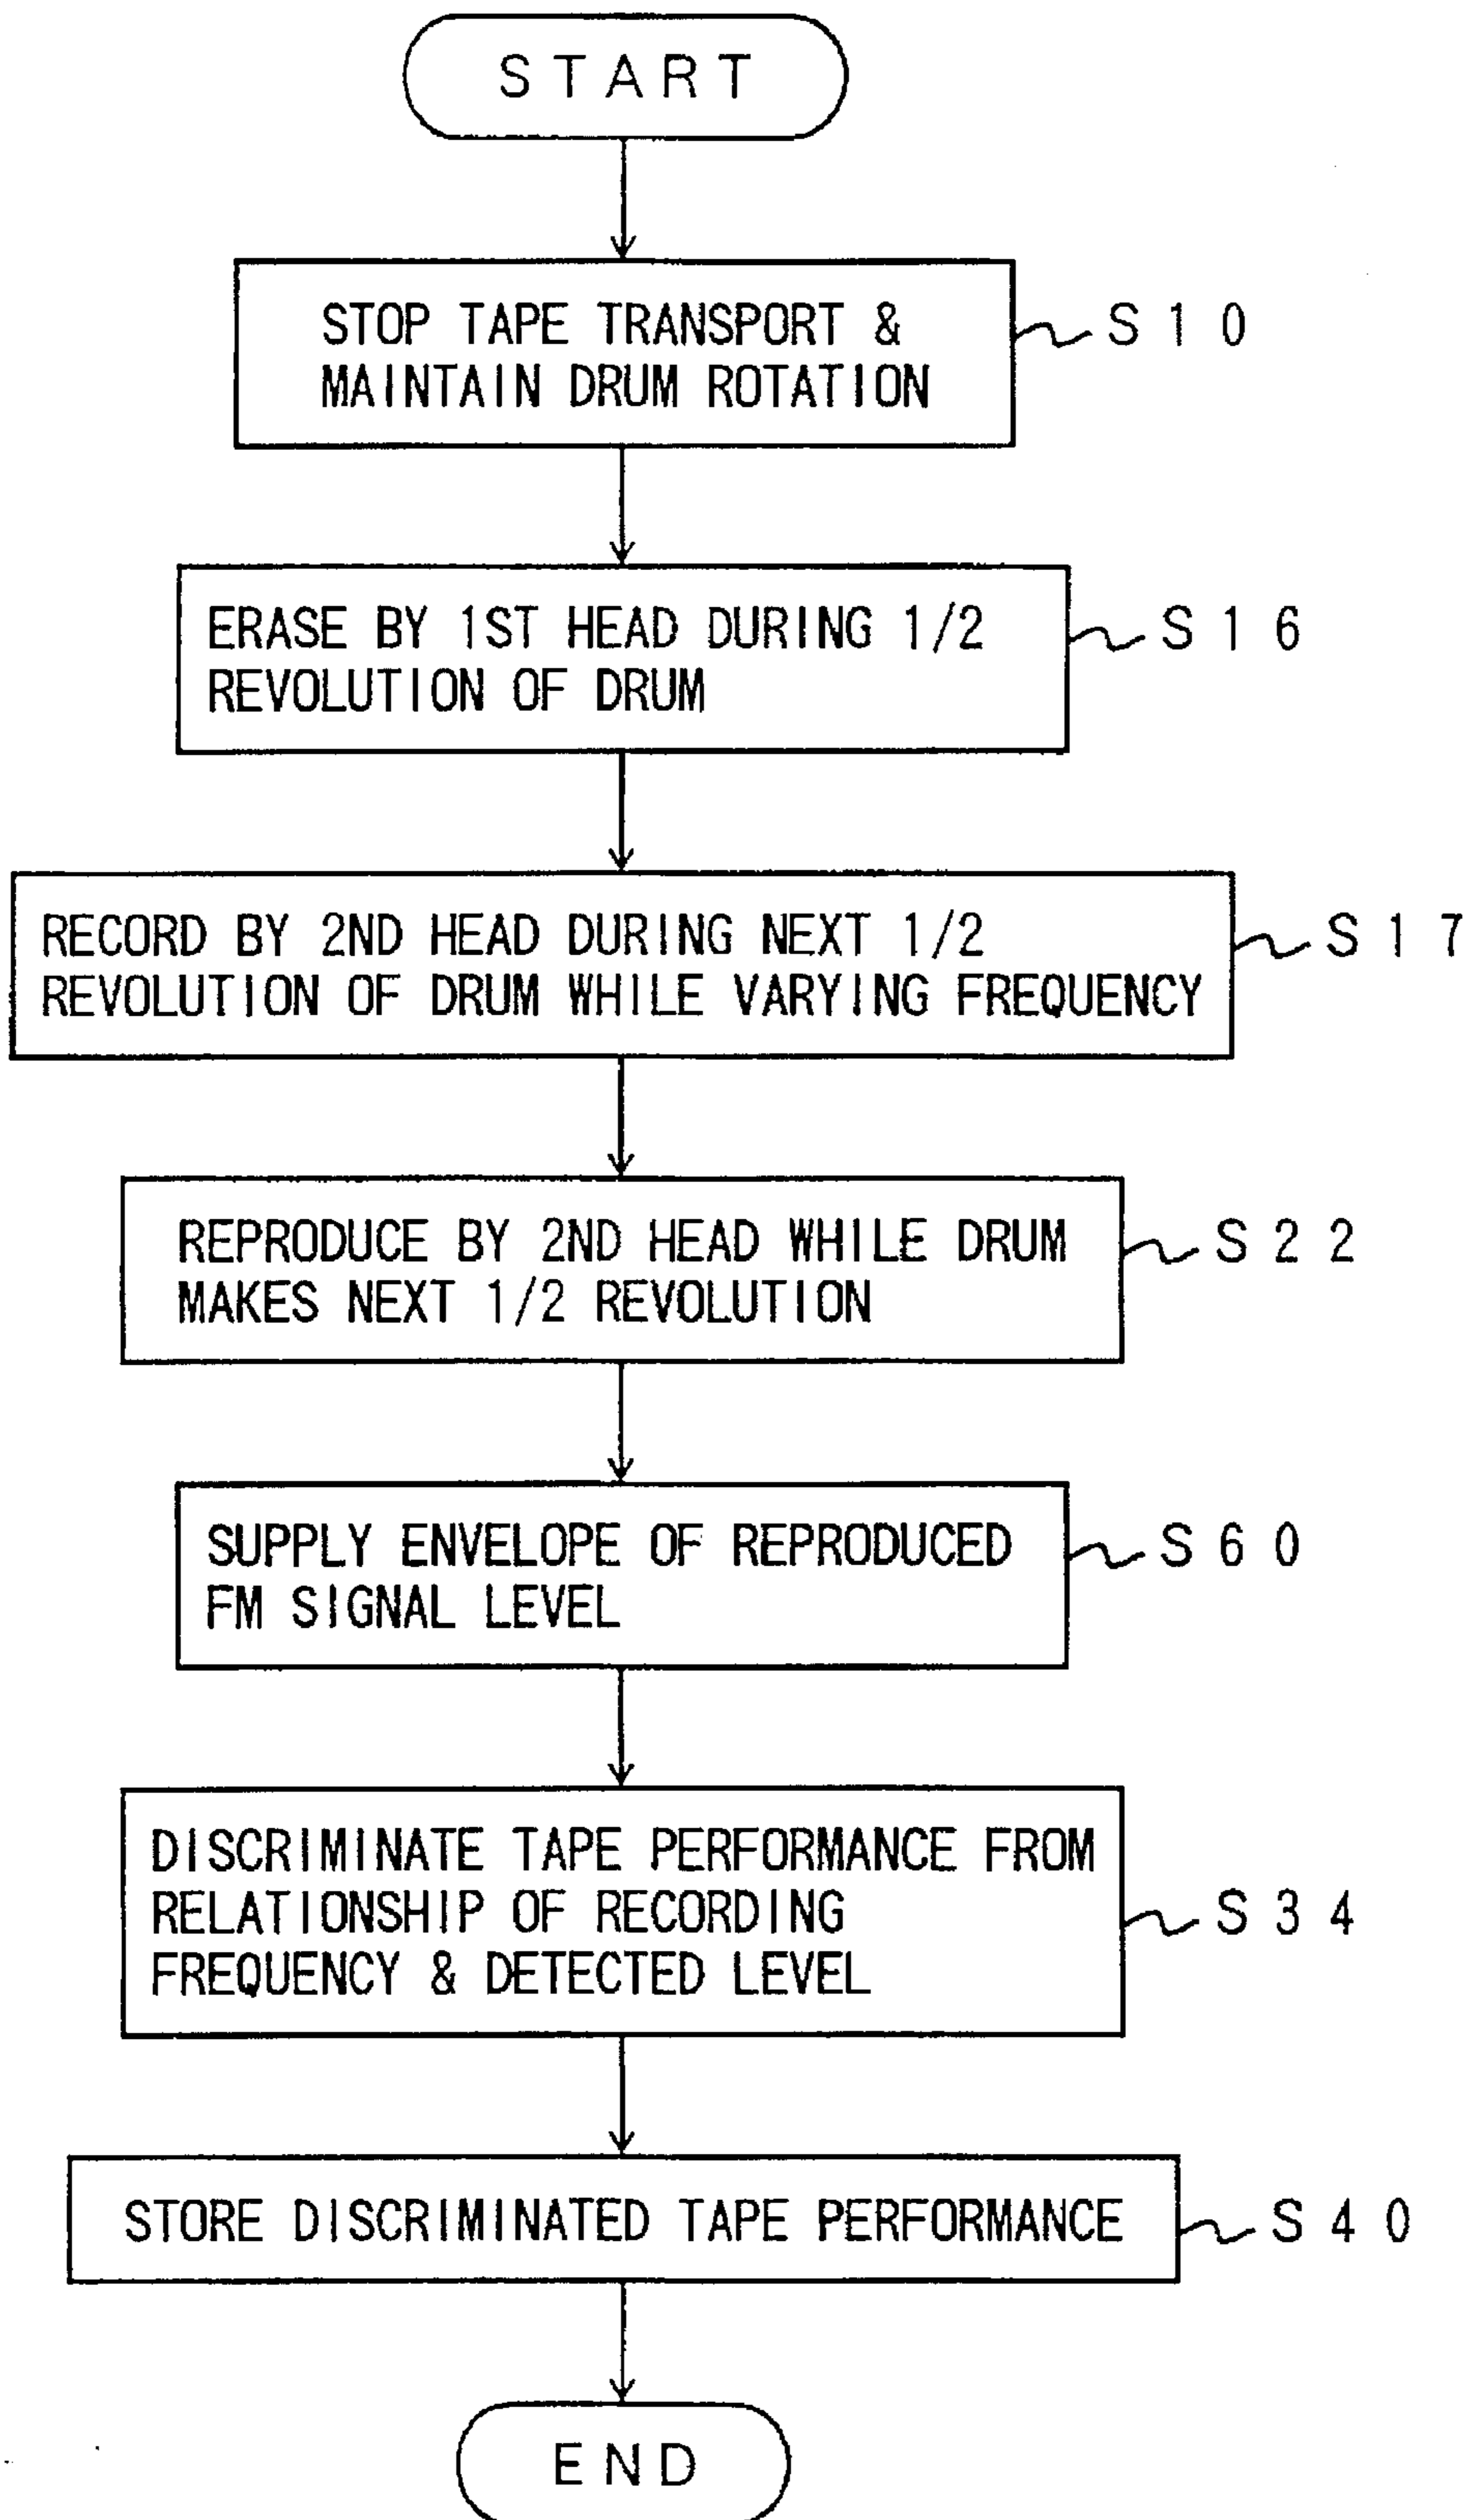 START
STOP TAPE TRANSPORT &
MAINTAIN DRUM ROTATION
S10
ERASE BY 1ST HEAD DURING 1/2
REVOLUTION OF DRUM
S16
RECORD BY 2ND HEAD DURING NEXT 1/2
REVOLUTION OF DRUM WHILE VARYING FREQUENCY
S17
REPRODUCE BY 2ND HEAD WHILE DRUM
MAKES NEXT 1/2 REVOLUTION
S22
SUPPLY ENVELOPE OF REPRODUCED
FM SIGNAL LEVEL
S60
DISCRIMINATE TAPE PERFORMANCE FROM
RELATIONSHIP OF RECORDING
FREQUENCY & DETECTED LEVEL
S34
STORE DISCRIMINATED TAPE PERFORMANCE
S40
END